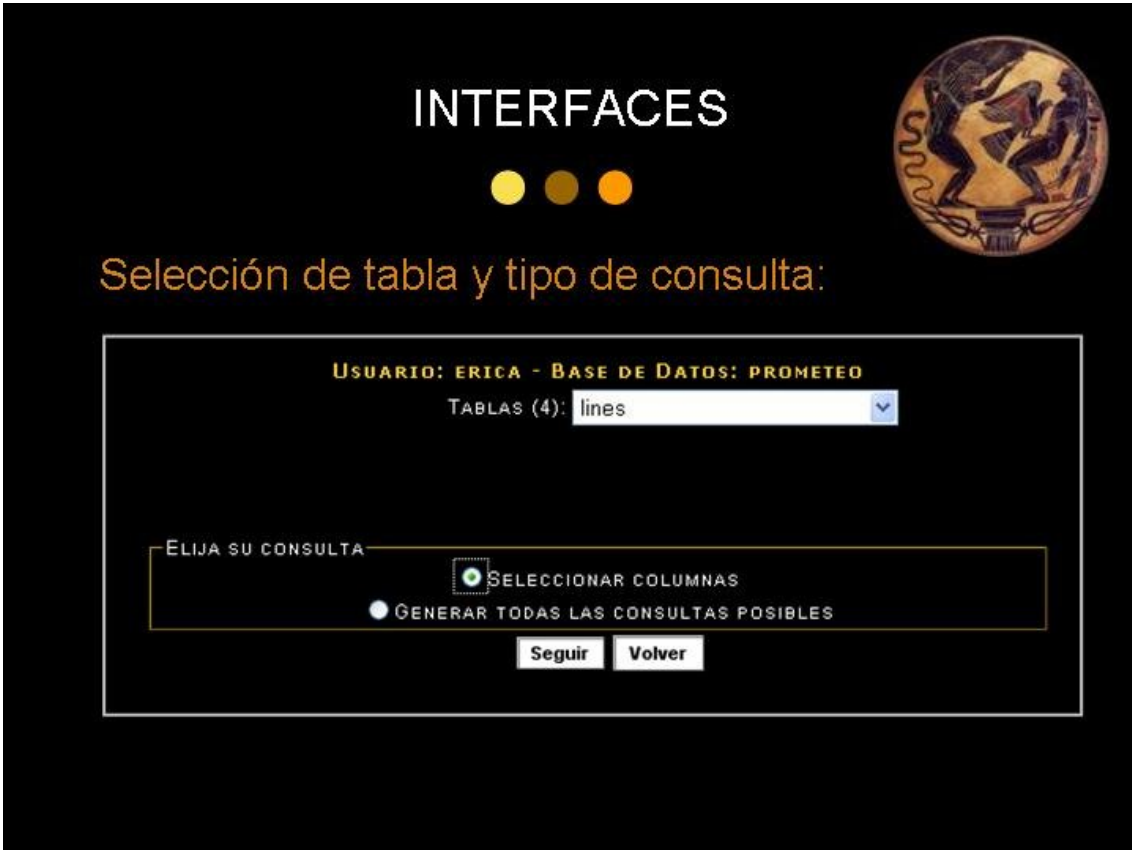 INTERFACES
Selección de tabla y tipo de consulta:
USUARIO: ERICA - BASE DE DATOS: PROMETEO
TABLAS (4): lines
ELIJA SU CONSULTA
SELECCIONAR COLUMNAS
GENERAR TODAS LAS CONSULTAS POSIBLES
Seguir Volver